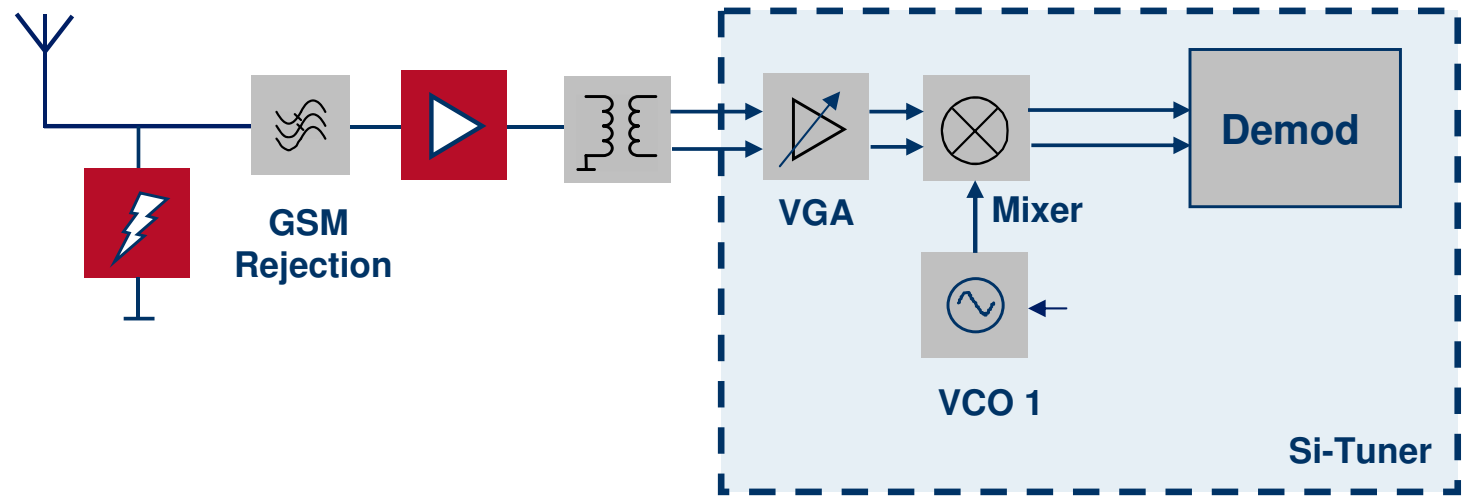 GSM
Rejection
VGA
Mixer
Demod
VCO 1
Si-Tuner